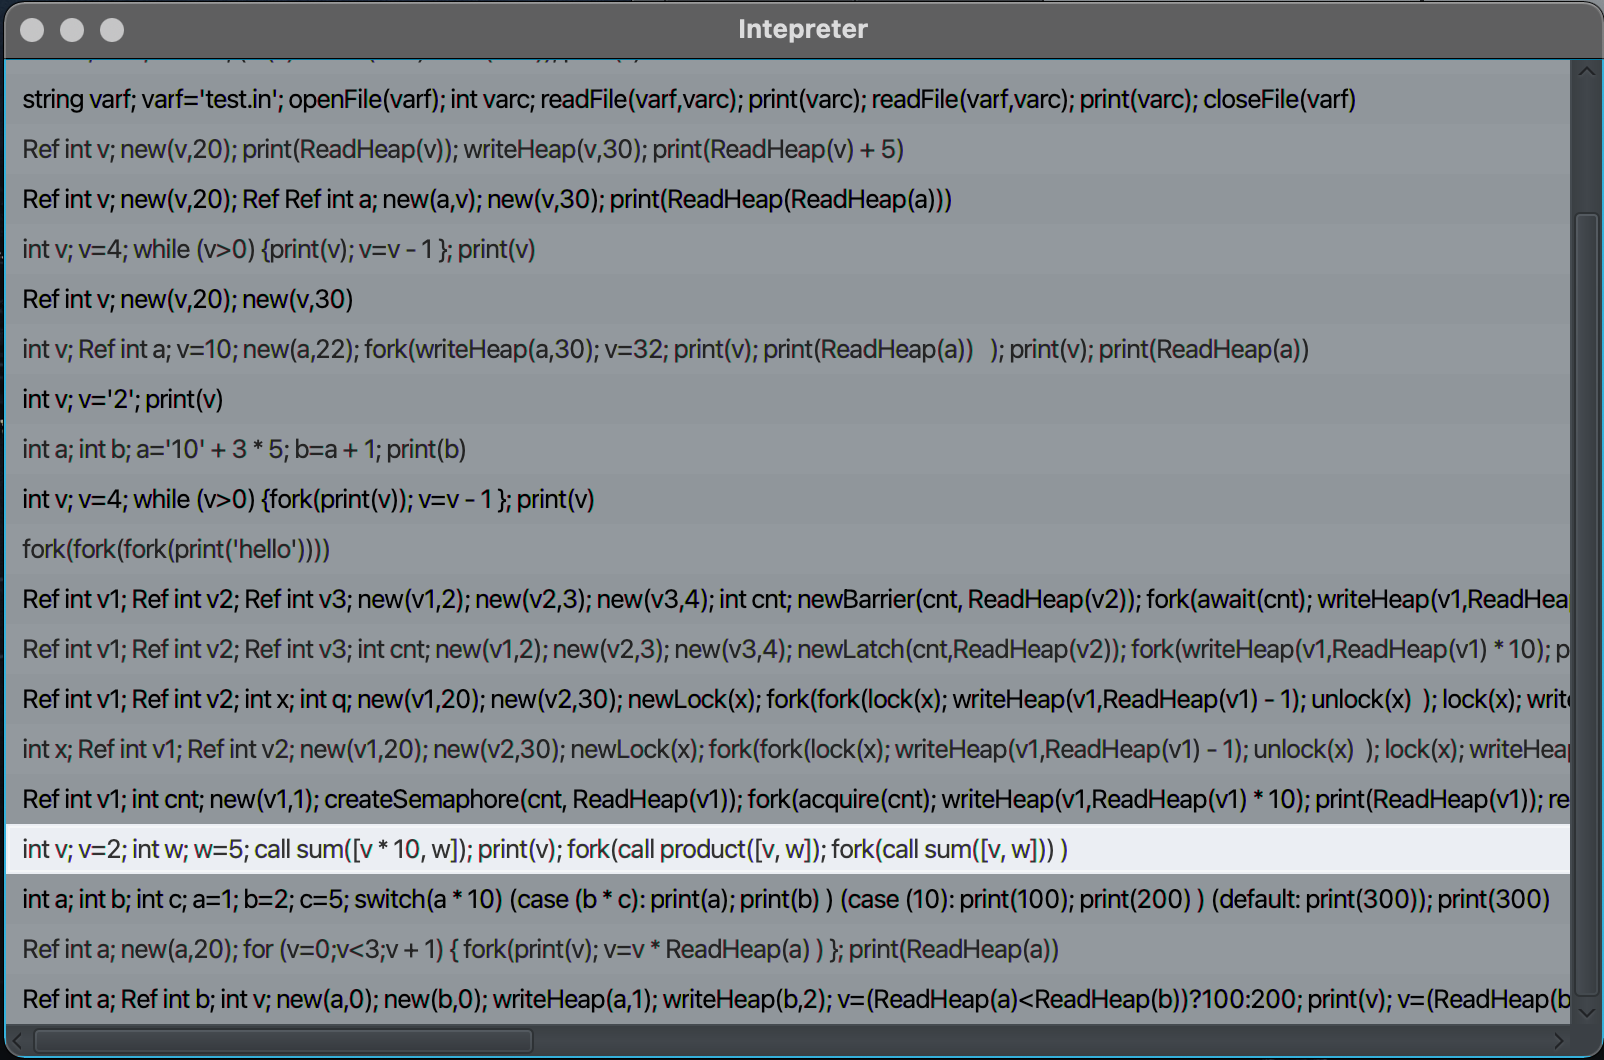 Intepreter
string varf; varf='test.in'; openFile(varf); int varc; readFile(varf,varc); print(varc); readFile(varf,varc); print(varc); closeFile(varf)
Ref int v; new(v,20); print(ReadHeap(v)); writeHeap(v,30); print(ReadHeap(v) + 5)
Ref int v; new(v,20); Ref Ref int a; new(a,v); new(v,30); print(ReadHeap(ReadHeap(a)))
int v; v=4; while (v>0) {print(v); v=v - 1 }; print(v)
Ref int v; new(v,20); new(v,30)
int v; Ref int a; v=10; new(a,22); fork(writeHeap(a,30); v=32; print(v); print(ReadHeap(a))   ); print(v); print(ReadHeap(a))
int v; v='2'; print(v)
int a; int b; a='10' + 3 * 5; b=a + 1; print(b)
int v; v=4; while (v>0) {fork(print(v)); v=v - 1 }; print(v)
fork(fork(fork(print('hello'))))
Ref int v1; Ref int v2; Ref int v3; new(v1,2); new(v2,3); new(v3,4); int cnt; newBarrier(cnt, ReadHeap(v2)); fork(await(cnt); writeHeap(v1,ReadHea
Ref int v1; Ref int v2; Ref int v3; int cnt; new(v1,2); new(v2,3); new(v3,4); newLatch(cnt,ReadHeap(v2)); fork(writeHeap(v1,ReadHeap(v1) * 10); p
Ref int v1; Ref int v2; int x; int q; new(v1,20); new(v2,30); newLock(x); fork(fork(lock(x); writeHeap(v1,ReadHeap(v1) - 1); unlock(x)  ); lock(x); writ
int x; Ref int v1; Ref int v2; new(v1,20); new(v2,30); newLock(x); fork(fork(lock(x); writeHeap(v1,ReadHeap(v1) - 1); unlock(x)  ); lock(x); writeHeap
Ref int v1; int cnt; new(v1,1); createSemaphore(cnt, ReadHeap(v1)); fork(acquire(cnt); writeHeap(v1,ReadHeap(v1) * 10); print(ReadHeap(v1)); re
int v; v=2; int w; w=5; call sum([v * 10, w]); print(v); fork(call product([v, w]); fork(call sum([v, w])) )
int a; int b; int c; a=1; b=2; c=5; switch(a * 10) (case (b * c): print(a); print(b) ) (case (10): print(100); print(200) ) (default: print(300)); print(300)
Ref int a; new(a,20); for (v=0;v<3;v + 1) { fork(print(v); v=v * ReadHeap(a) ) }; print(ReadHeap(a))
Ref int a; Ref int b; int v; new(a,0); new(b,0); writeHeap(a,1); writeHeap(b,2); v=(ReadHeap(a)<ReadHeap(b))?100:200; print(v); v=(ReadHeap(b